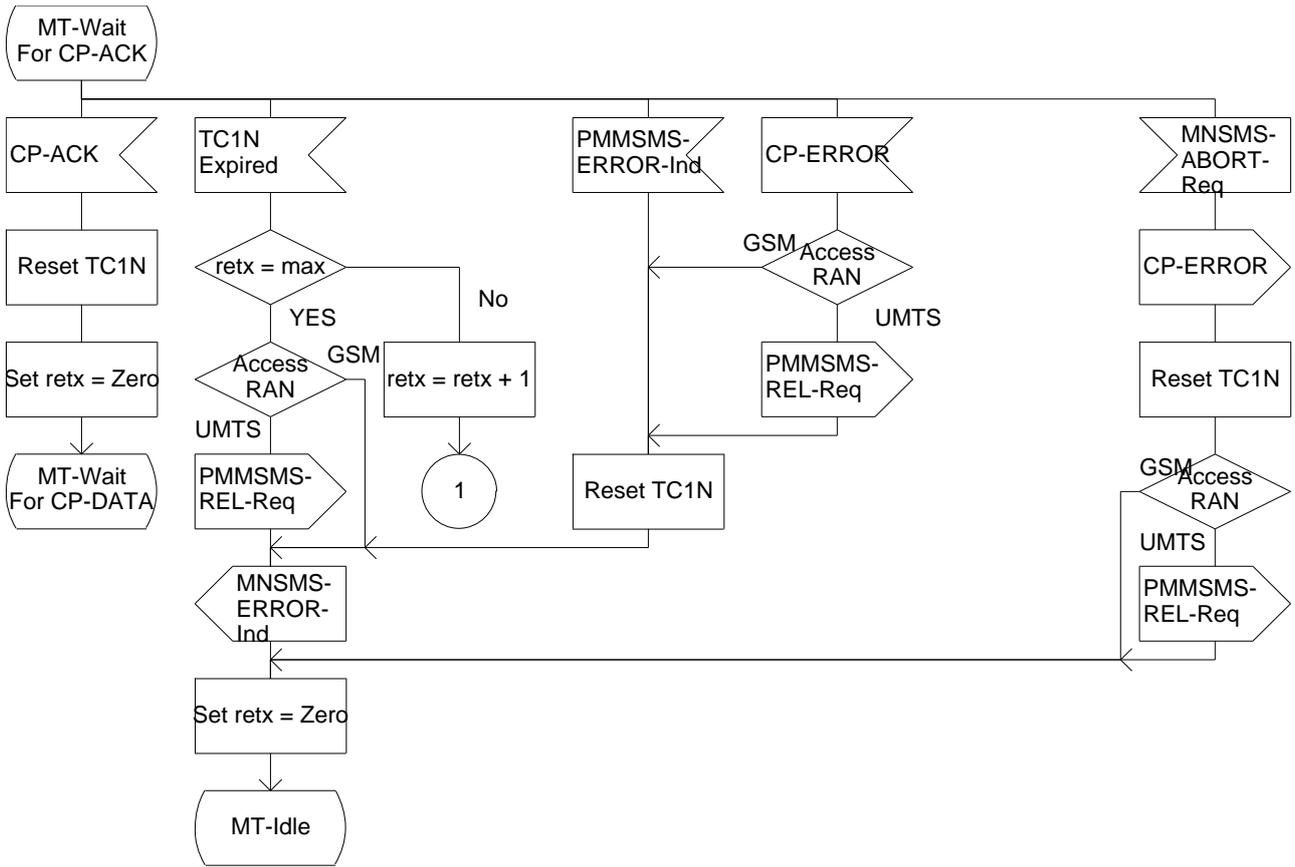 MT-Wait
For CP-ACK
CP-ACK
TC1N
Expired
PMMSMS-
ERROR-Ind
CP-ERROR
MNSMS-
ABORT-
Req
Reset TC1N
retx = max
No
YES
GSM
Access
RAN
UMTS
CP-ERROR
Set retx = Zero
Access
RAN
GSM
UMTS
retx = retx + 1
PMMSMS-
REL-Req
Reset TC1N
MT-Wait
For CP-DATA
PMMSMS-
REL-Req
1
Reset TC1N
GSM
Access
RAN
UMTS
MNSMS-
ERROR-
Ind
PMMSMS-
REL-Req
Set retx = Zero
MT-Idle